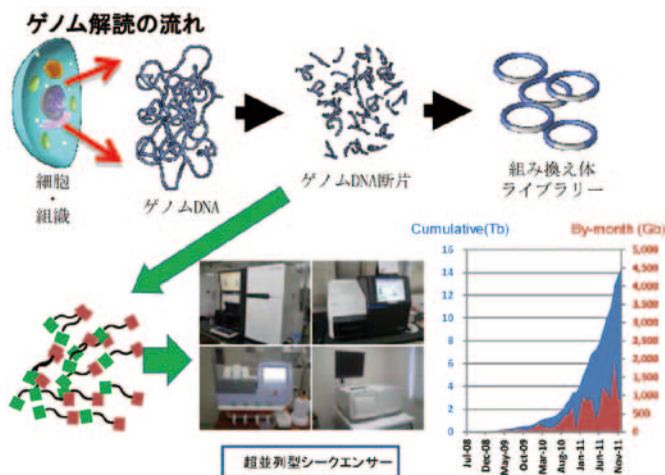 ゲノム解読の流れ
細胞
・
組織
ゲノムDNA
ゲノムDNA断片
組み換え体
ライブラリー
Cumulative(Tb)
By-month (Gb)
16
14
12
10
8
6
4
2
0
5,000
4,500
4,000
3,500
3,000
2,500
2,000
1,500
1,000
500
0
Jul-08
Dec-08
May-09
Oct-09
Mar-10
Aug-10
Jan-11
Jun-11
Nov-11
超並列型シークエンサー